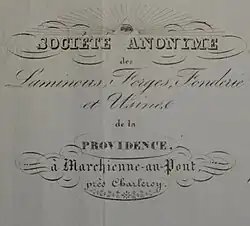 SOCIÉTÉ ANONYME
des
Laminoirs, Forges, Fonderie
et Usines
de la
PROVIDENCE,
à Marchienne-au-Pont,
près Charleroy.